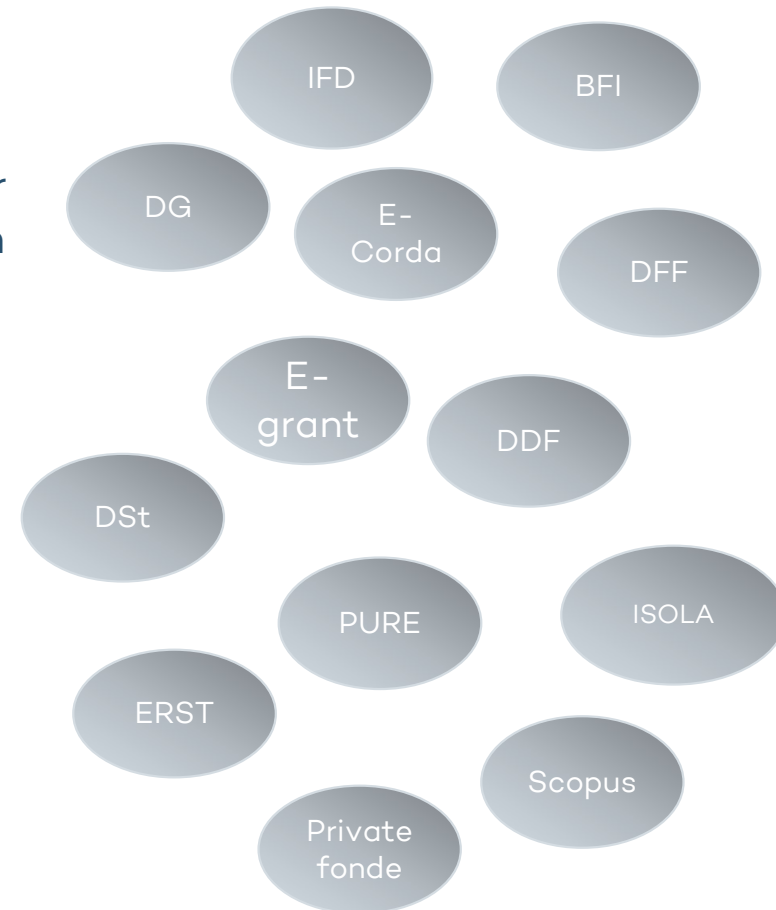 IFD
BFI
DG
E-
Corda
DFF
E-
grant
DDF
DSt
PURE
ISOLA
ERST
Scopus
Private
fonde